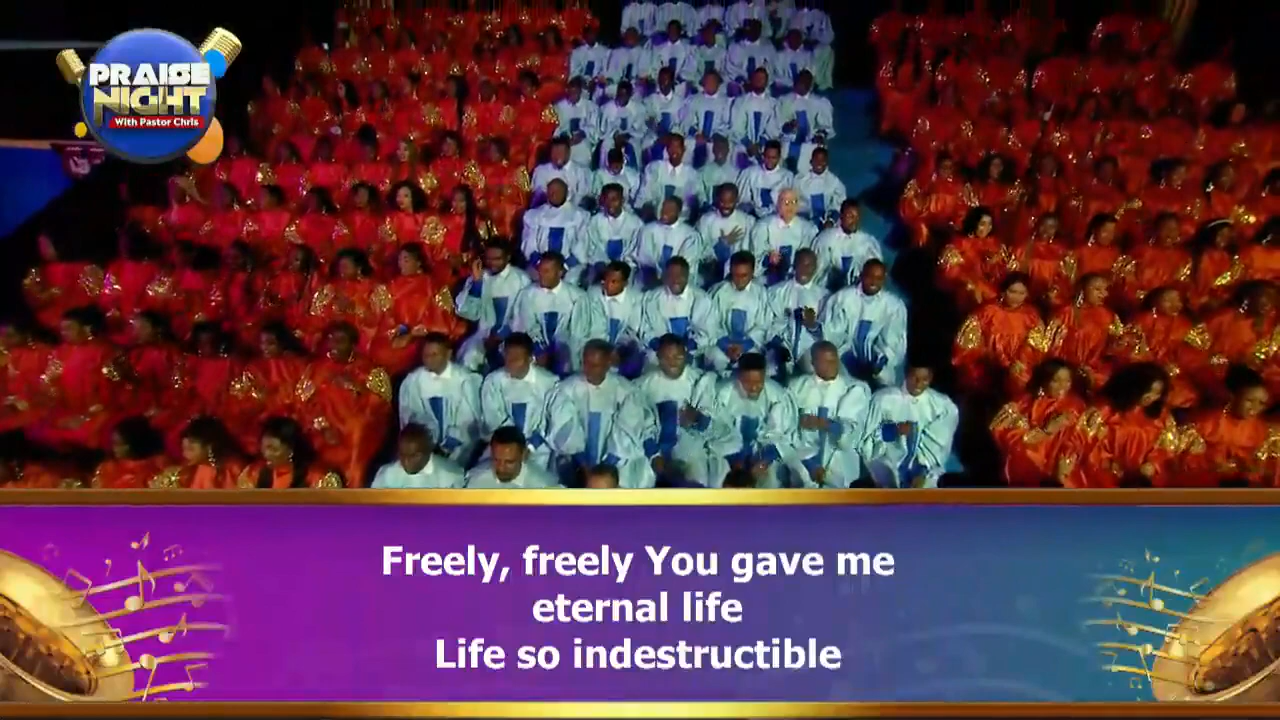 PRAISE
NIGHT
With Pastor Chris
Freely, freely You gave me
eternal life
Life so indestructible